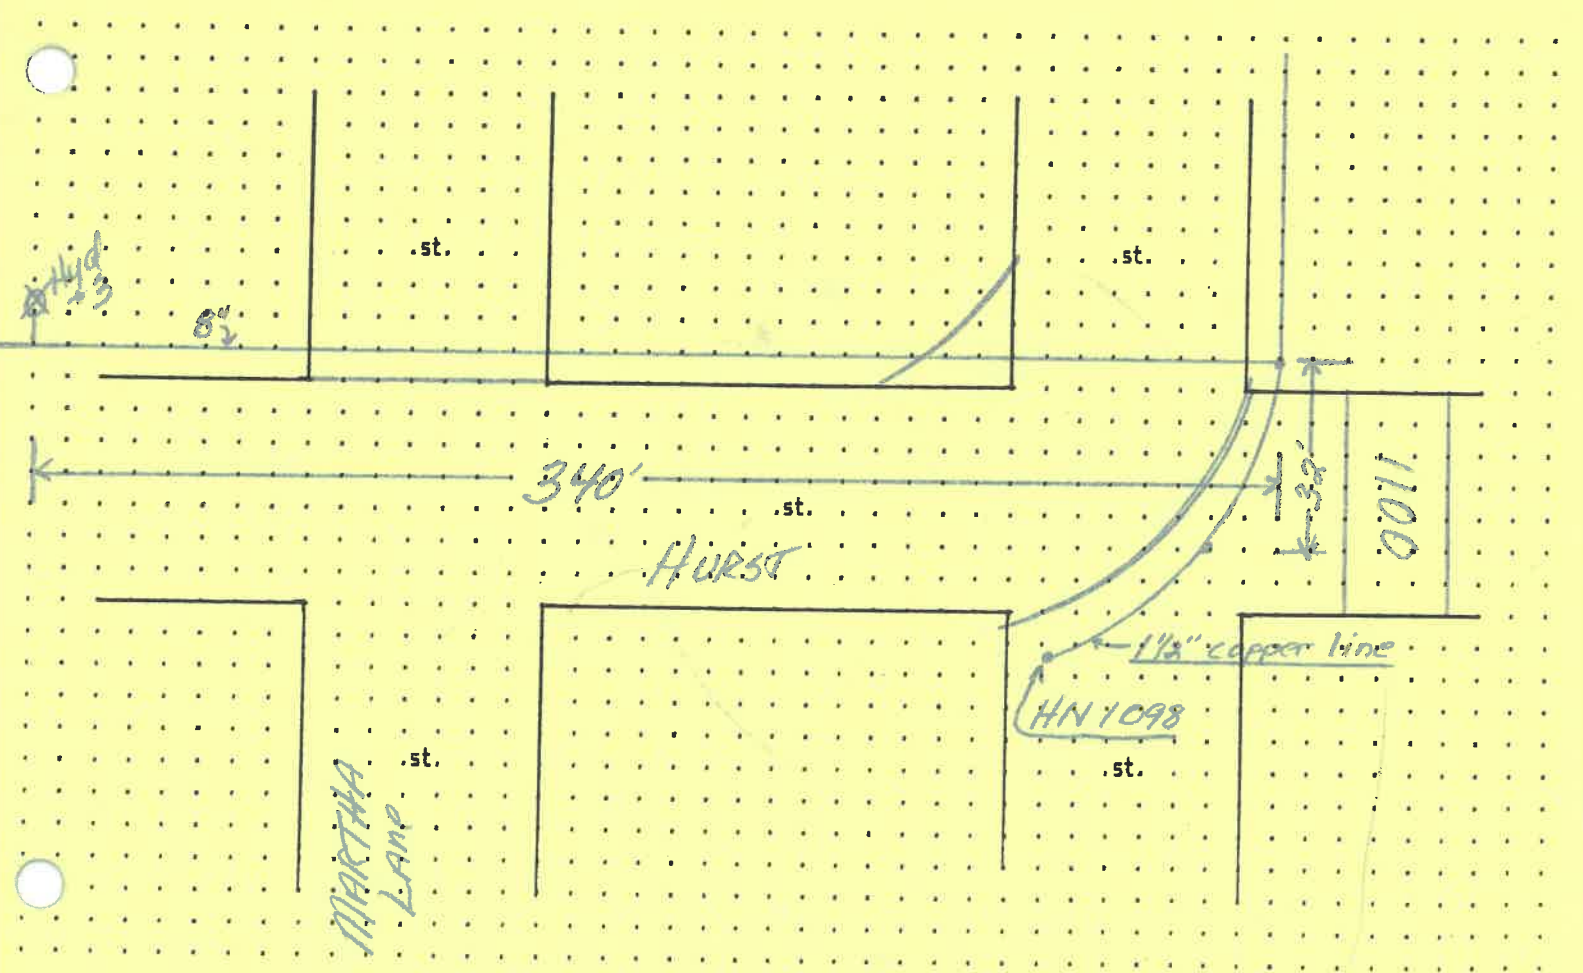 st.
st.
Hyd
+3
8"
340'
st.
32'
1100
HURST
1½" copper line
HN 1098
st.
st.
MARTHA
LANE